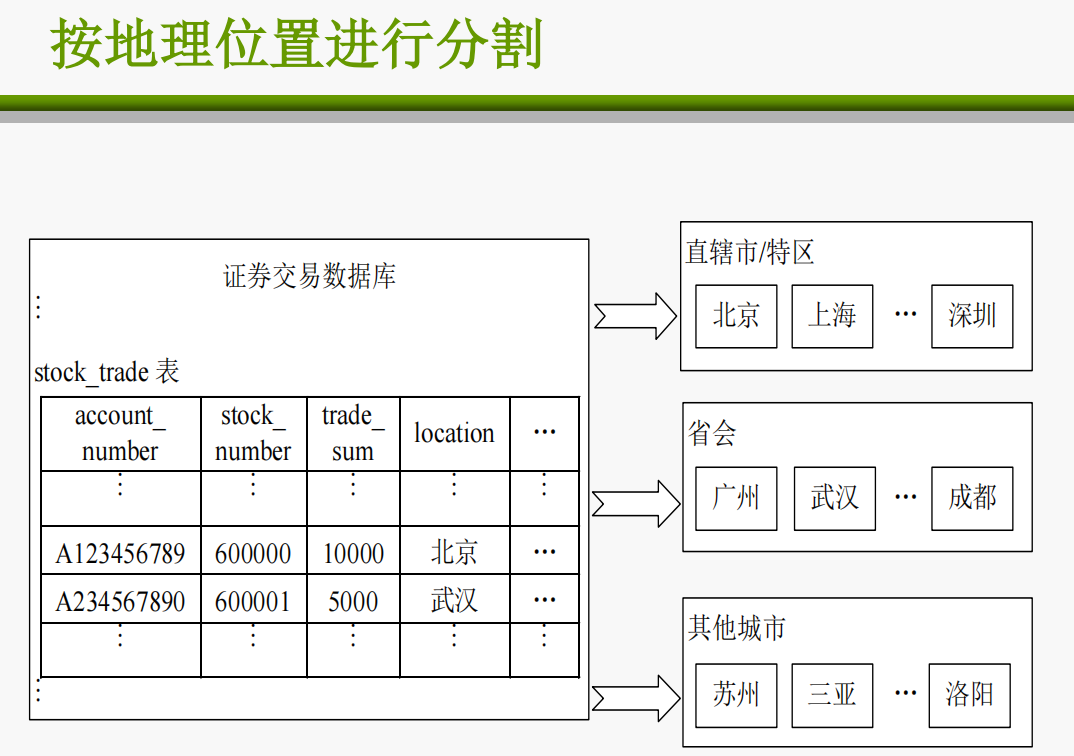 按地理位置进行分割
证券交易数据库
⋮
stock_trade 表
account_ number stock_ number trade_ sum location …
⋮ ⋮ ⋮ ⋮ ⋮
A123456789 600000 10000 北京 …
A234567890 600001 5000 武汉 …
⋮ ⋮ ⋮ ⋮ ⋮
⋮
直辖市/特区
北京 上海 … 深圳
省会
广州 武汉 … 成都
其他城市
苏州 三亚 … 洛阳